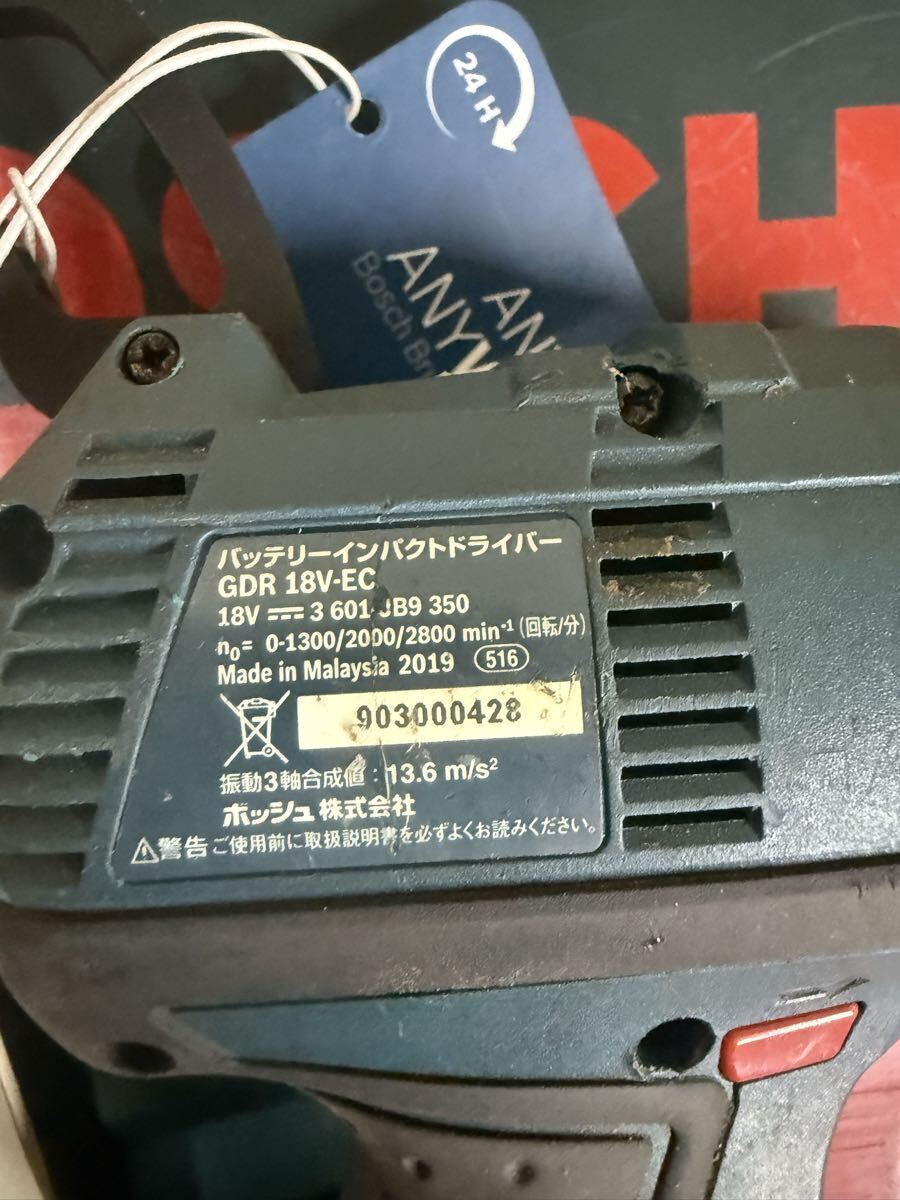 24 H
ANY
ANYW
Bosch Br
SCH
バッテリーインパクトドライバー
GDR 18V-EC
18V ⎓ 3 601 JB9 350
n₀= 0-1300/2000/2800 min⁻¹ (回転/分)
Made in Malaysia 2019 516
903000428
振動3軸合成値 : 13.6 m/s²
ボッシュ株式会社
⚠警告 ご使用前に取扱説明書を必ずよくお読みください。